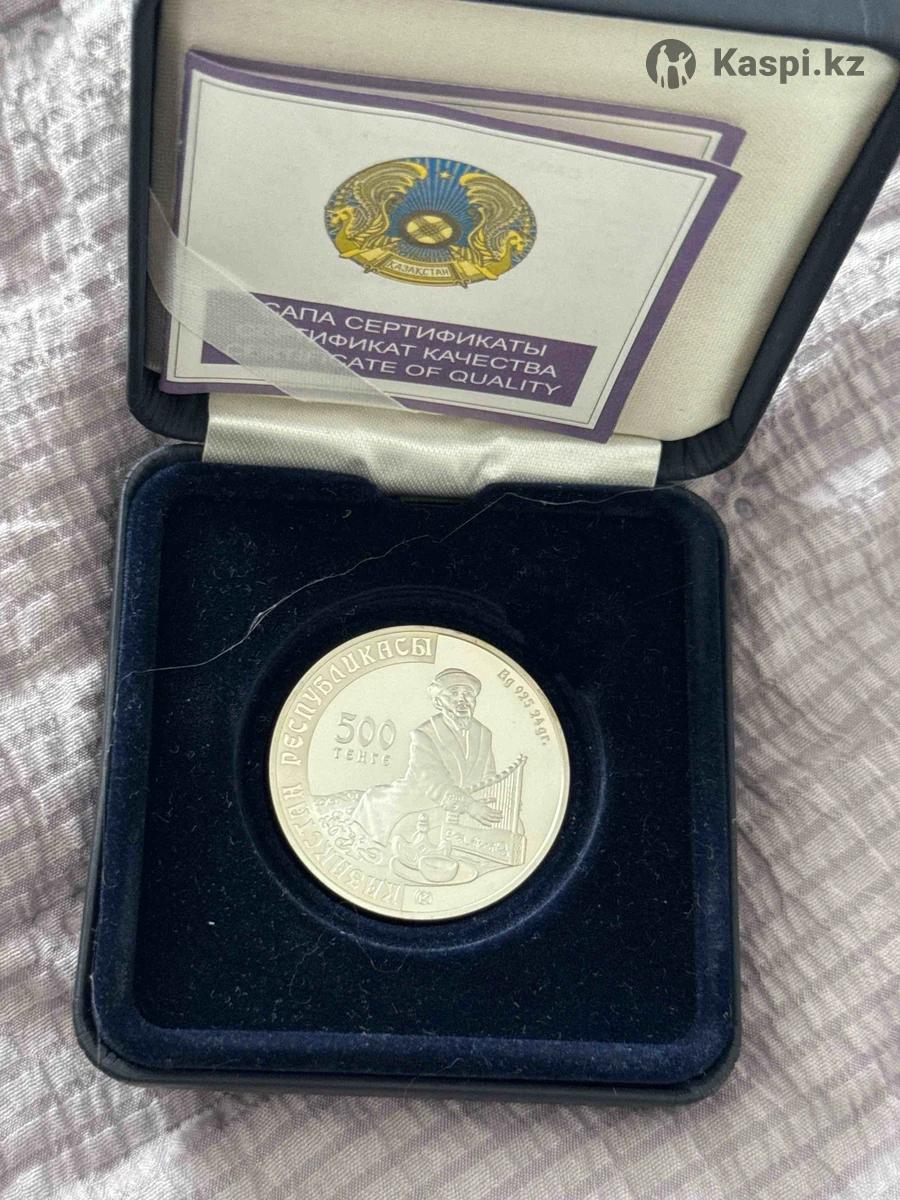 Kaspi.kz
ҚАЗАҚСТАН
САПА СЕРТИФИКАТЫ
СЕРТИФИКАТ КАЧЕСТВА
CERTIFICATE OF QUALITY
ҚАЗАҚСТАН РЕСПУБЛИКАСЫ
Ag 925 24gr.
500
ТЕНГЕ